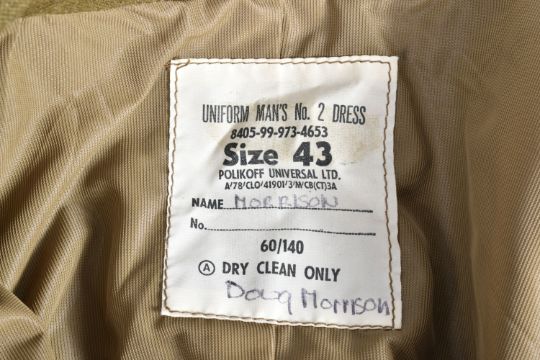 UNIFORM MAN'S No. 2 DRESS
8405-99-973-4653
Size 43
POLIKOFF UNIVERSAL LTD.
A/78/CLO/41901/3/M/CB(CT)3A
NAME MORRISON
No.
60/140
Ⓐ DRY CLEAN ONLY
Doug Morrison